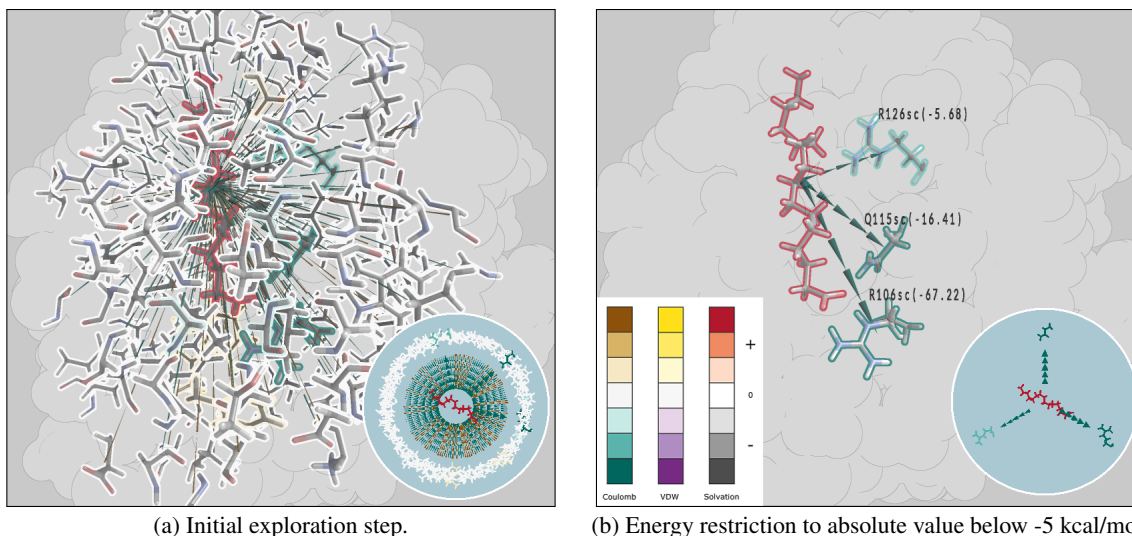 R126sc(-5.68)
Q115sc(-16.41)
R106sc(-67.22)
+
0
-
Coulomb
VDW
Solvation
(a) Initial exploration step.
(b) Energy restriction to absolute value below -5 kcal/mo